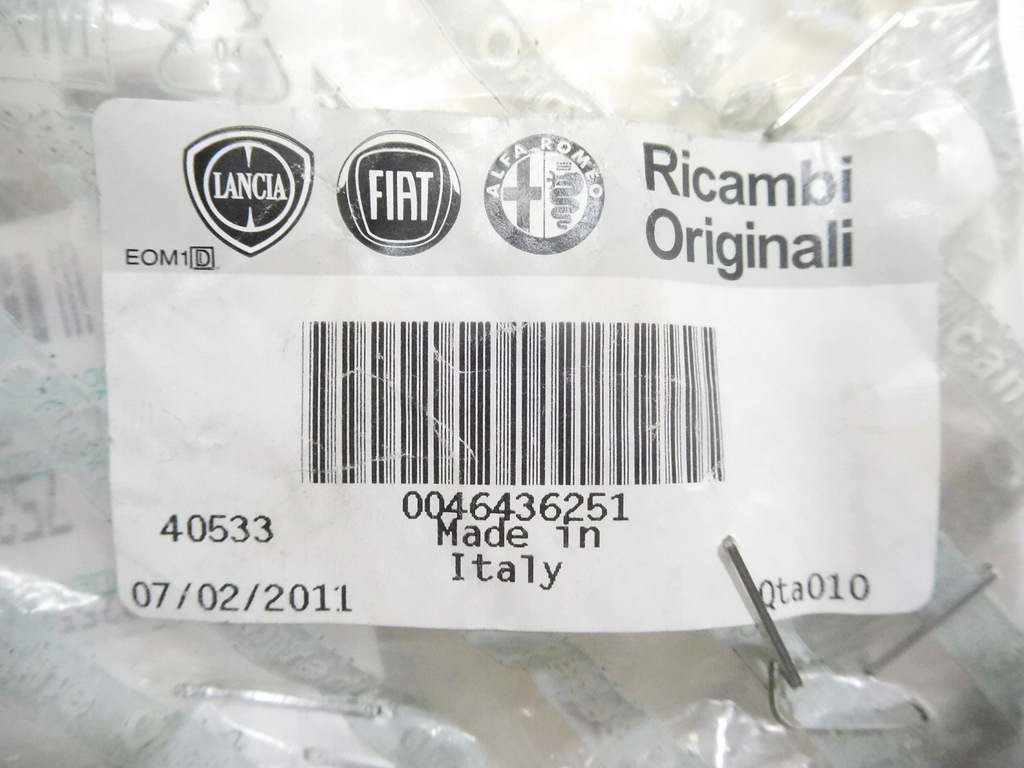 LANCIA
FIAT
ALFA ROMEO
Ricambi
Originali
EOM1D
0046436251
Made in
Italy
40533
07/02/2011
Qta010